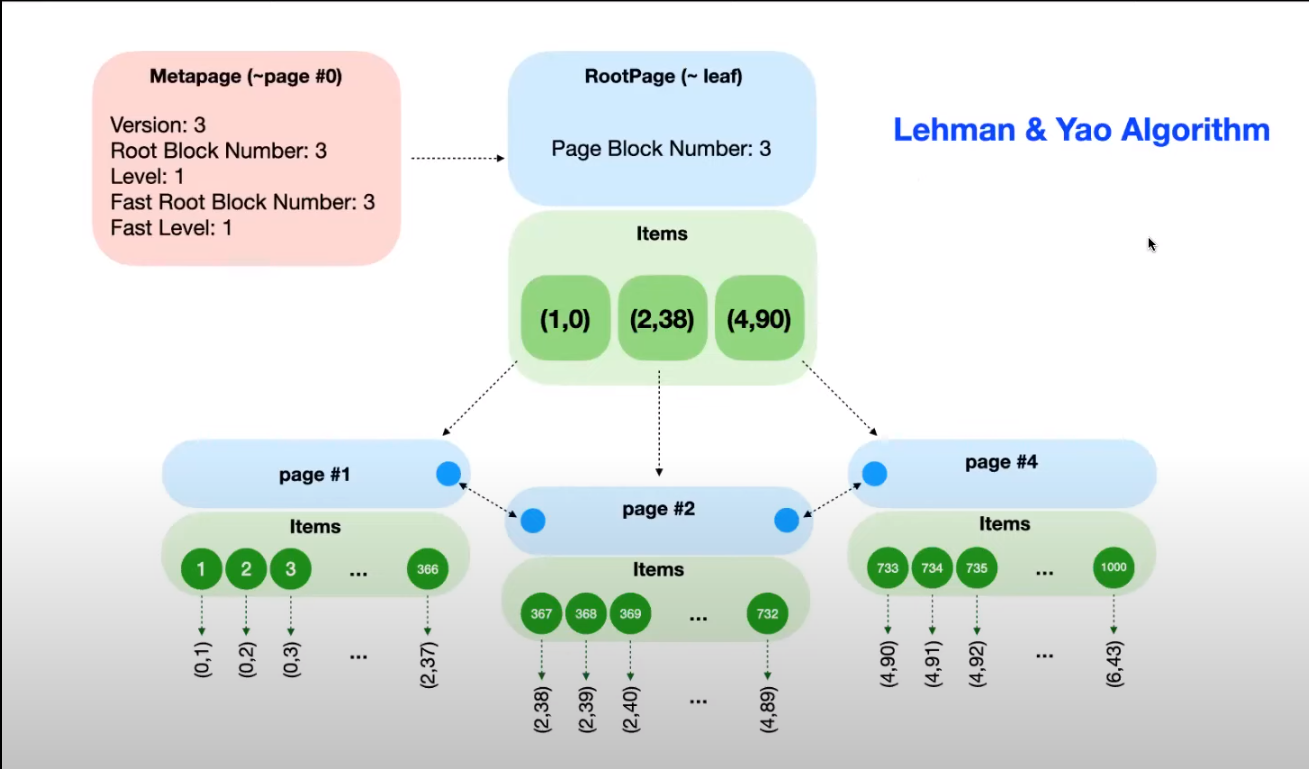 Metapage (~page #0)
Version: 3
Root Block Number: 3
Level: 1
Fast Root Block Number: 3
Fast Level: 1
RootPage (~ leaf)
Page Block Number: 3
Lehman & Yao Algorithm
Items
(1,0) (2,38) (4,90)
page #1
Items
1 2 3 ... 366
(0,1) (0,2) (0,3) ... (2,37)
page #2
Items
367 368 369 ... 732
(2,38) (2,39) (2,40) ... (4,89)
page #4
Items
733 734 735 ... 1000
(4,90) (4,91) (4,92) ... (6,43)